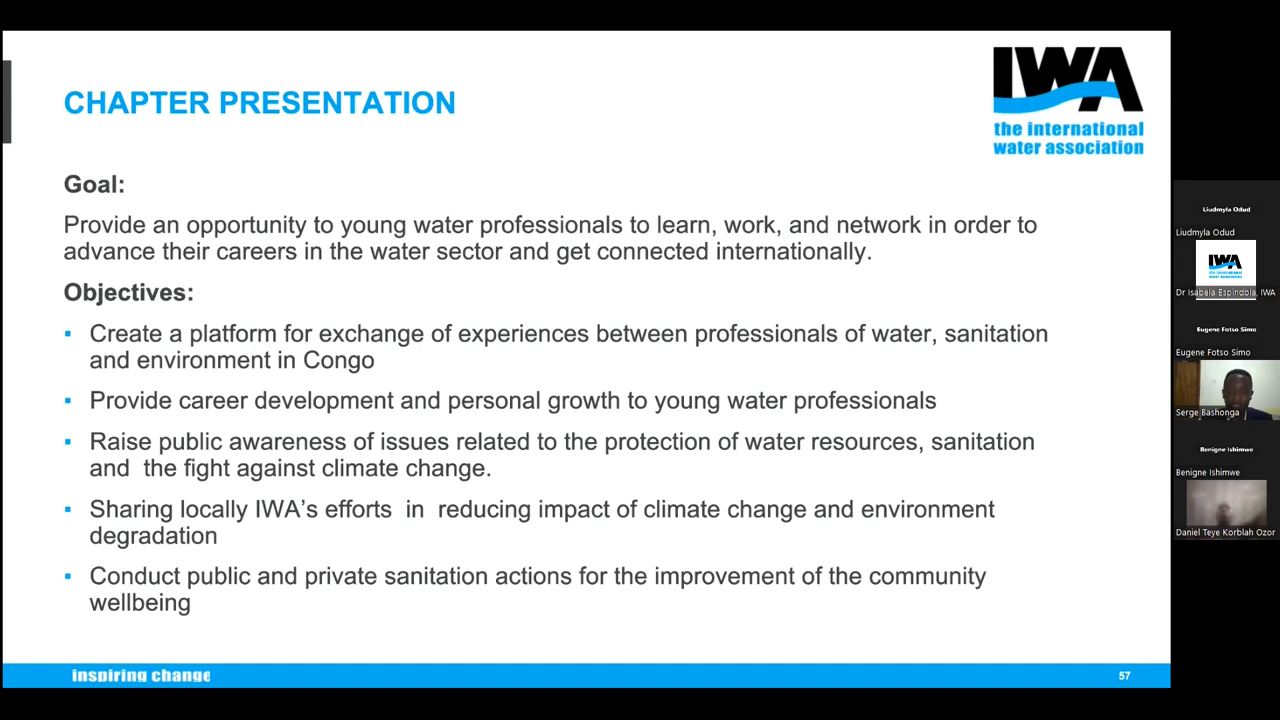 CHAPTER PRESENTATION
IWA
the international
water association
Goal:
Provide an opportunity to young water professionals to learn, work, and network in order to
advance their careers in the water sector and get connected internationally.
Objectives:
▪ Create a platform for exchange of experiences between professionals of water, sanitation
and environment in Congo
▪ Provide career development and personal growth to young water professionals
▪ Raise public awareness of issues related to the protection of water resources, sanitation
and  the fight against climate change.
▪ Sharing locally IWA's efforts  in  reducing impact of climate change and environment
degradation
▪ Conduct public and private sanitation actions for the improvement of the community
wellbeing
inspiring change
57
Liudmyla Odud
Liudmyla Odud
IWA
the international
water association
Dr Isabela Espindola, IWA
Eugene Fotso Simo
Eugene Fotso Simo
Serge Bashonga
Benigne Ishimwe
Benigne Ishimwe
Daniel Teye Korblah Ozor